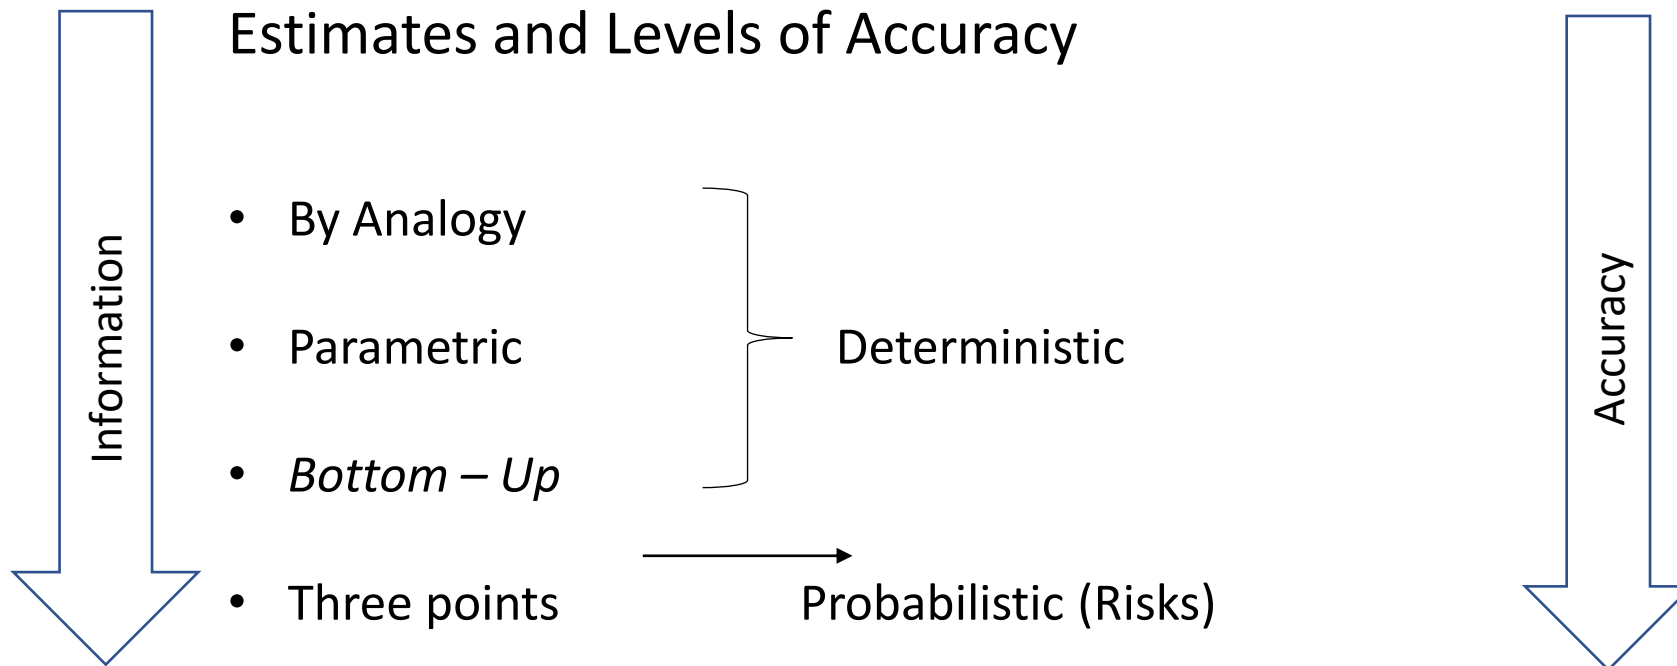 Estimates and Levels of Accuracy
• By Analogy
• Parametric
Deterministic
• Bottom – Up
• Three points
Probabilistic (Risks)
Information
Accuracy